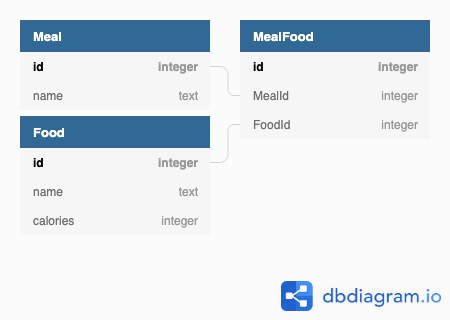 Meal
id integer
name text
Food
id integer
name text
calories integer
MealFood
id integer
MealId integer
FoodId integer
dbdiagram.io